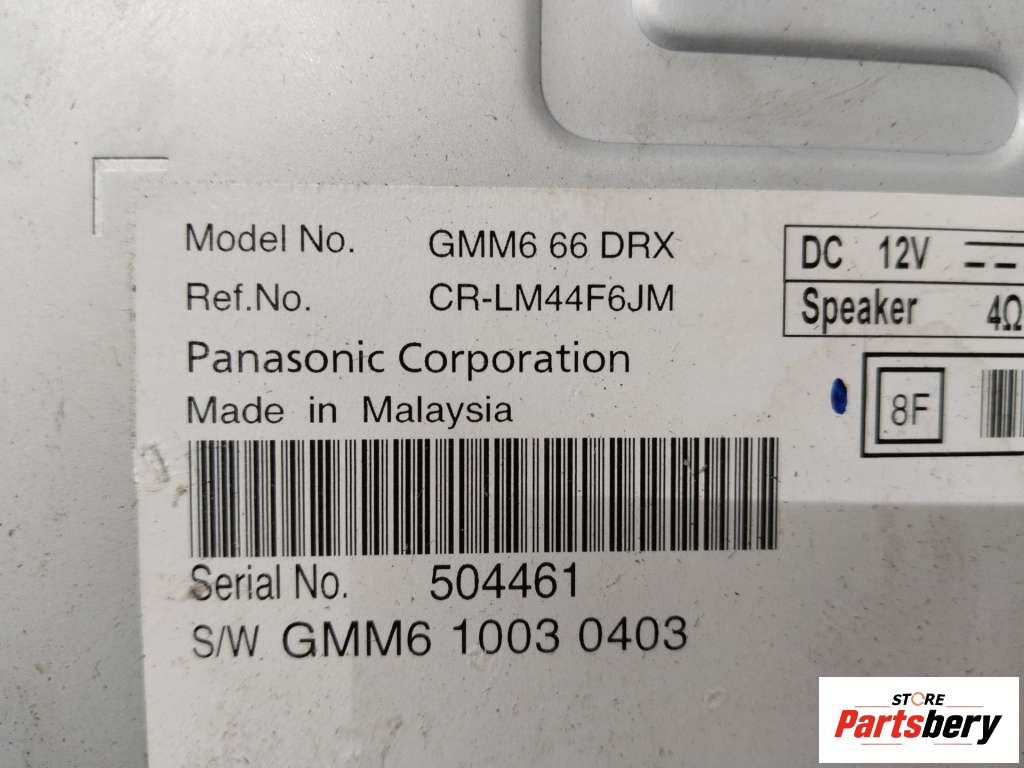 Model No. GMM6 66 DRX
Ref.No. CR-LM44F6JM
Panasonic Corporation
Made in Malaysia
Serial No. 504461
S/W GMM6 1003 0403
DC 12V
Speaker 4Ω
8F
STORE
Partsbery